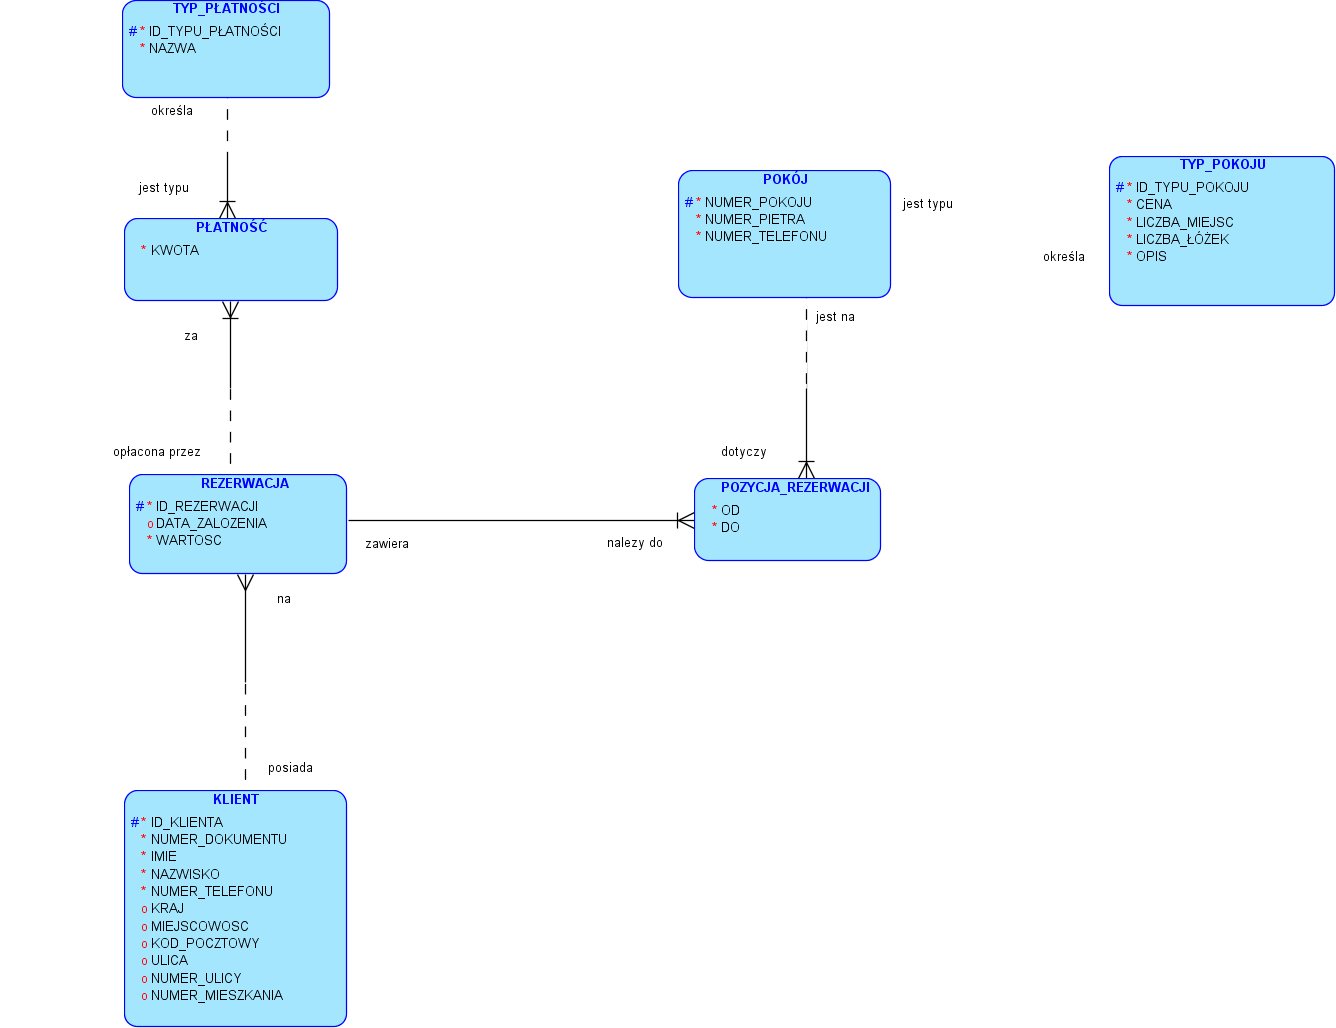 TYP_PŁATNOŚCI
# * ID_TYPU_PŁATNOŚCI
* NAZWA
określa
jest typu
PŁATNOŚĆ
* KWOTA
za
opłacona przez
REZERWACJA
# * ID_REZERWACJI
o DATA_ZALOZENIA
* WARTOSC
zawiera
na
posiada
KLIENT
# * ID_KLIENTA
* NUMER_DOKUMENTU
* IMIE
* NAZWISKO
* NUMER_TELEFONU
o KRAJ
o MIEJSCOWOSC
o KOD_POCZTOWY
o ULICA
o NUMER_ULICY
o NUMER_MIESZKANIA
POKÓJ
# * NUMER_POKOJU
* NUMER_PIETRA
* NUMER_TELEFONU
jest typu
jest na
dotyczy
POZYCJA_REZERWACJI
* OD
* DO
nalezy do
TYP_POKOJU
# * ID_TYPU_POKOJU
* CENA
* LICZBA_MIEJSC
* LICZBA_ŁÓŻEK
* OPIS
określa